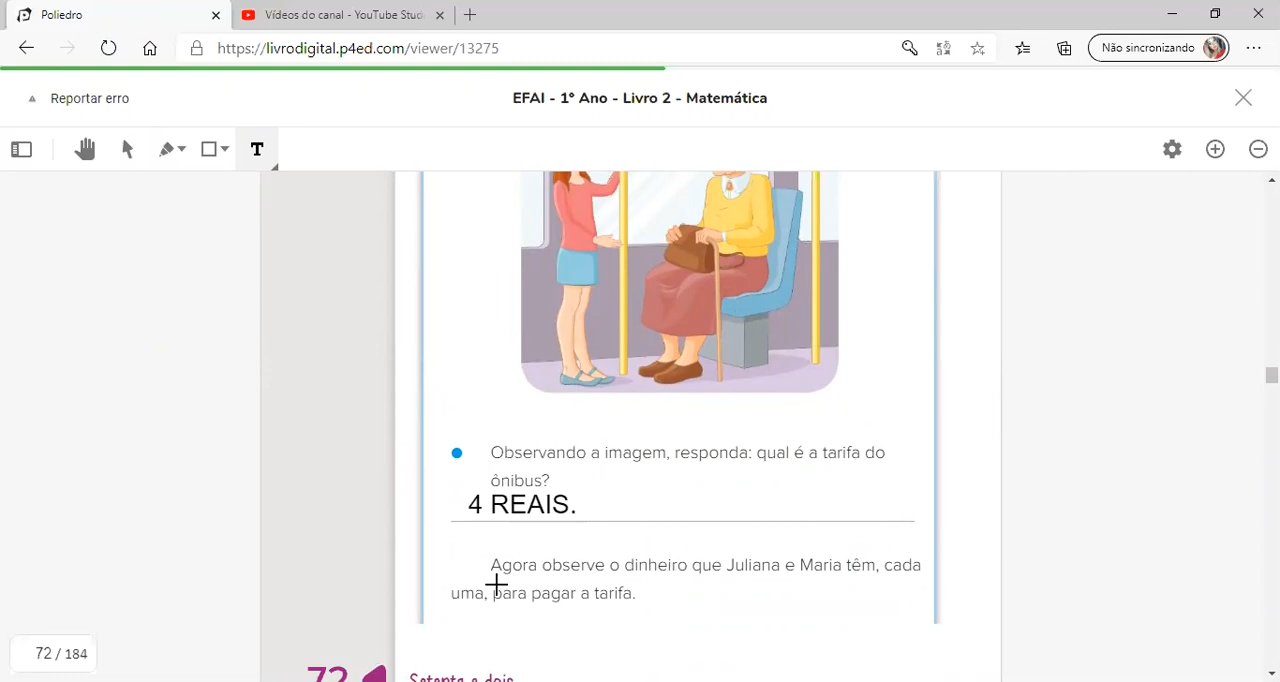 Poliedro
Vídeos do canal - YouTube Stud
https://livrodigital.p4ed.com/viewer/13275
Não sincronizando
Reportar erro
EFAI - 1º Ano - Livro 2 - Matemática
T
Observando a imagem, responda: qual é a tarifa do
ônibus?
4 REAIS.
Agora observe o dinheiro que Juliana e Maria têm, cada
uma, para pagar a tarifa.
72 / 184
72
Setenta e dois